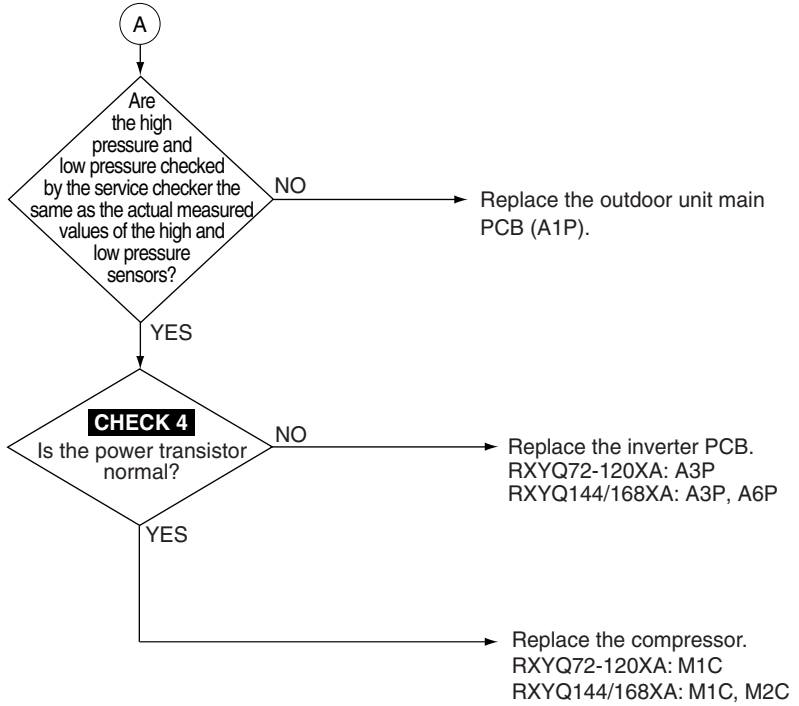 A
Are
the high
pressure and
low pressure checked
by the service checker the
same as the actual measured
values of the high and
low pressure
sensors?
NO
Replace the outdoor unit main
PCB (A1P).
YES
CHECK 4
Is the power transistor
normal?
NO
Replace the inverter PCB.
RXYQ72-120XA: A3P
RXYQ144/168XA: A3P, A6P
YES
Replace the compressor.
RXYQ72-120XA: M1C
RXYQ144/168XA: M1C, M2C